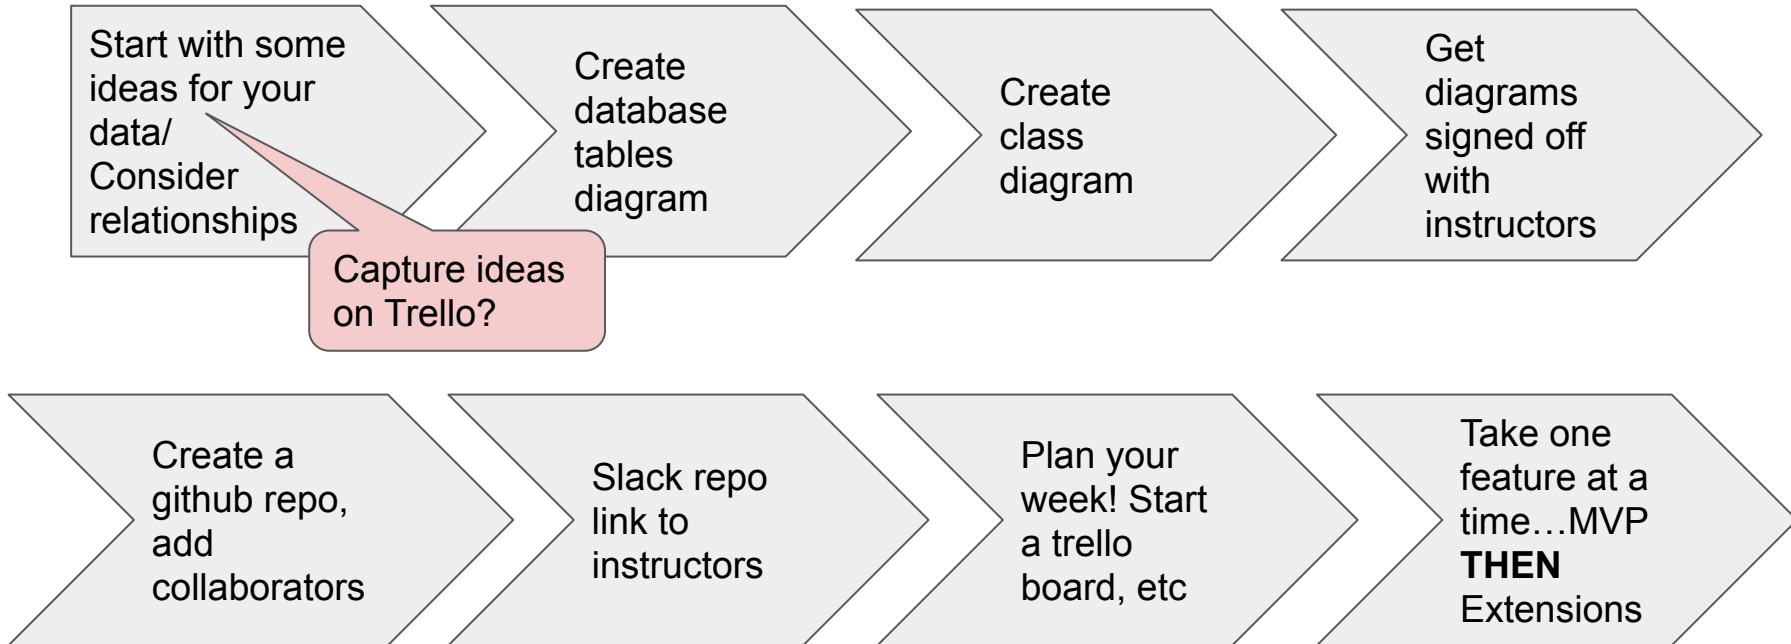 Start with some
ideas for your
data/
Consider
relationships
Capture ideas
on Trello?
Create
database
tables
diagram
Create
class
diagram
Get
diagrams
signed off
with
instructors
Create a
github repo,
add
collaborators
Slack repo
link to
instructors
Plan your
week! Start
a trello
board, etc
Take one
feature at a
time…MVP
THEN
Extensions